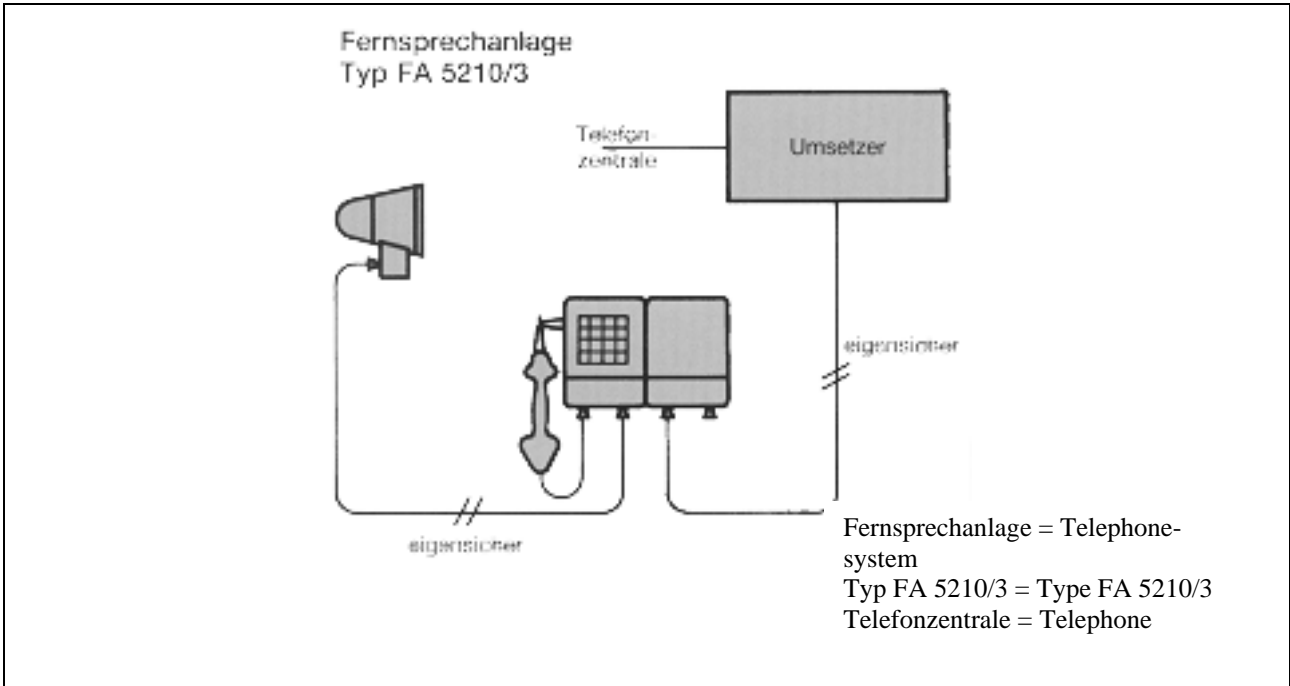 Fernsprechanlage
Typ FA 5210/3
Telefon-
zentrale
Umsetzer
eigensicher
eigensicher
Fernsprechanlage = Telephone-
system
Typ FA 5210/3 = Type FA 5210/3
Telefonzentrale = Telephone